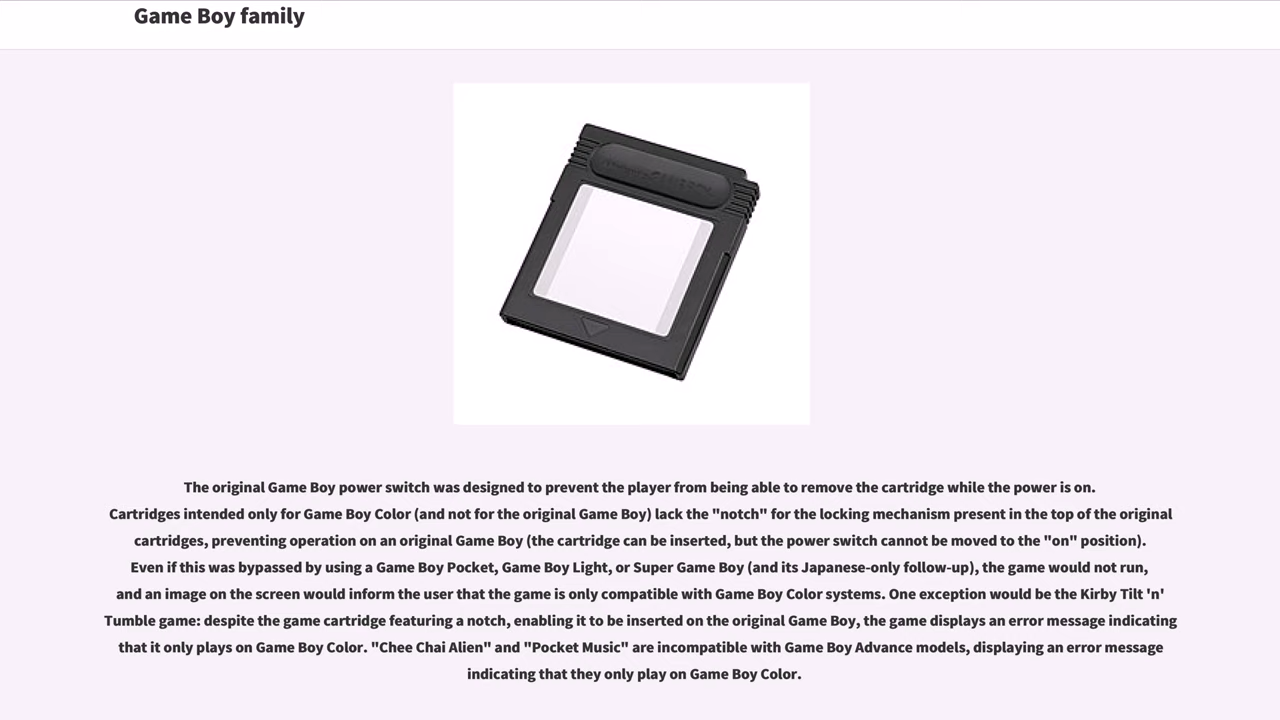 Game Boy family
The original Game Boy power switch was designed to prevent the player from being able to remove the cartridge while the power is on.
Cartridges intended only for Game Boy Color (and not for the original Game Boy) lack the "notch" for the locking mechanism present in the top of the original
cartridges, preventing operation on an original Game Boy (the cartridge can be inserted, but the power switch cannot be moved to the "on" position).
Even if this was bypassed by using a Game Boy Pocket, Game Boy Light, or Super Game Boy (and its Japanese-only follow-up), the game would not run,
and an image on the screen would inform the user that the game is only compatible with Game Boy Color systems. One exception would be the Kirby Tilt 'n'
Tumble game: despite the game cartridge featuring a notch, enabling it to be inserted on the original Game Boy, the game displays an error message indicating
that it only plays on Game Boy Color. "Chee Chai Alien" and "Pocket Music" are incompatible with Game Boy Advance models, displaying an error message
indicating that they only play on Game Boy Color.